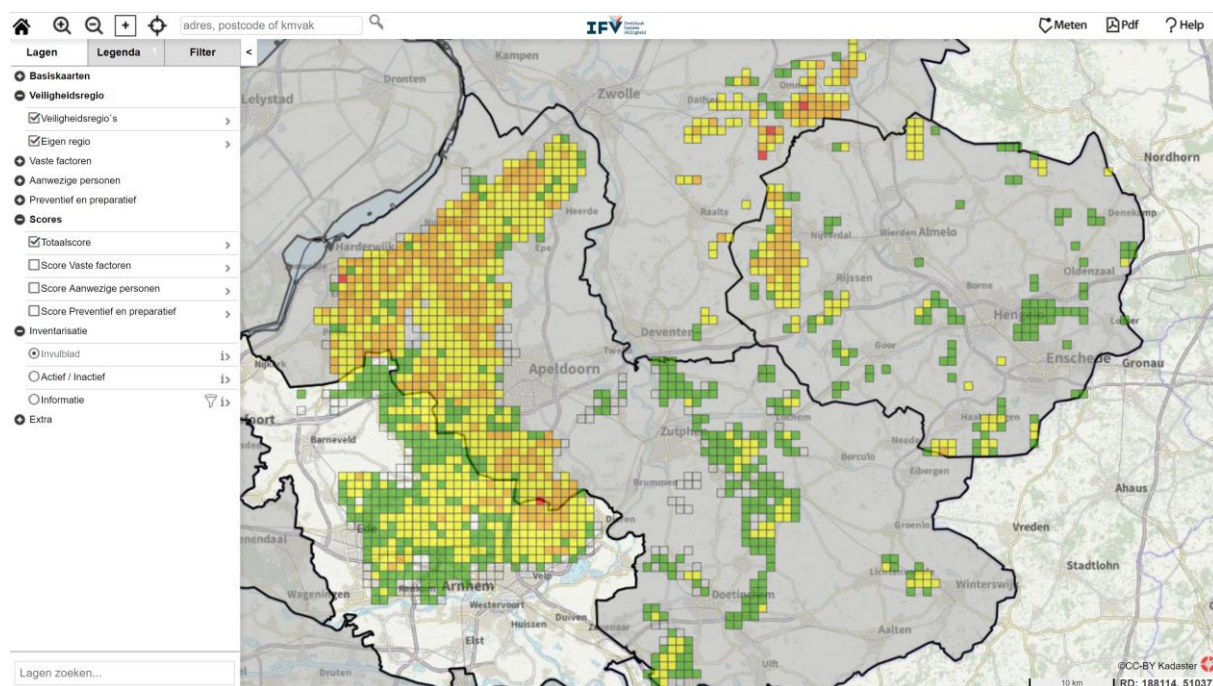 adres, postcode of kmvak
IFV Instituut Fysieke Veiligheid
Meten
Pdf
? Help
Lagen
Legenda
Filter
<
Basiskaarten
Veiligheidsregio
Veiligheidsregio`s
Eigen regio
Vaste factoren
Aanwezige personen
Preventief en preparatief
Scores
Totaalscore
Score Vaste factoren
Score Aanwezige personen
Score Preventief en preparatief
Inventarisatie
Invulblad
Actief / Inactief
Informatie
Extra
Lagen zoeken...
Kampen
Dronten
Zwolle
Lelystad
Nordhorn
Heerde
Raalte
Denekamp
Harderwijk
Epe
Nijverdal
Wierden
Almelo
Rijssen
Oldenzaal
Borne
Hengelo
Deventer
Goor
Enschede
Gronau
Apeldoorn
Lochem
Barneveld
Zutphen
Neede
Borculo
Eibergen
Brummen
Ahaus
Dieren
Ede
Groenlo
Vreden
Stadtlohn
Wageningen
Arnhem
Velp
Doetinchem
Winterswijk
Westervoort
Huissen
Duiven
Zevenaar
Elst
Aalten
Druten
Ulft
©CC-BY Kadaster
10 km
RD: 188114, 51037